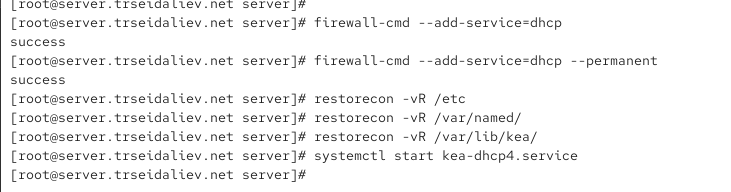 [root@server.trseidaliev.net server]#
[root@server.trseidaliev.net server]# firewall-cmd --add-service=dhcp
success
[root@server.trseidaliev.net server]# firewall-cmd --add-service=dhcp --permanent
success
[root@server.trseidaliev.net server]# restorecon -vR /etc
[root@server.trseidaliev.net server]# restorecon -vR /var/named/
[root@server.trseidaliev.net server]# restorecon -vR /var/lib/kea/
[root@server.trseidaliev.net server]# systemctl start kea-dhcp4.service
[root@server.trseidaliev.net server]#